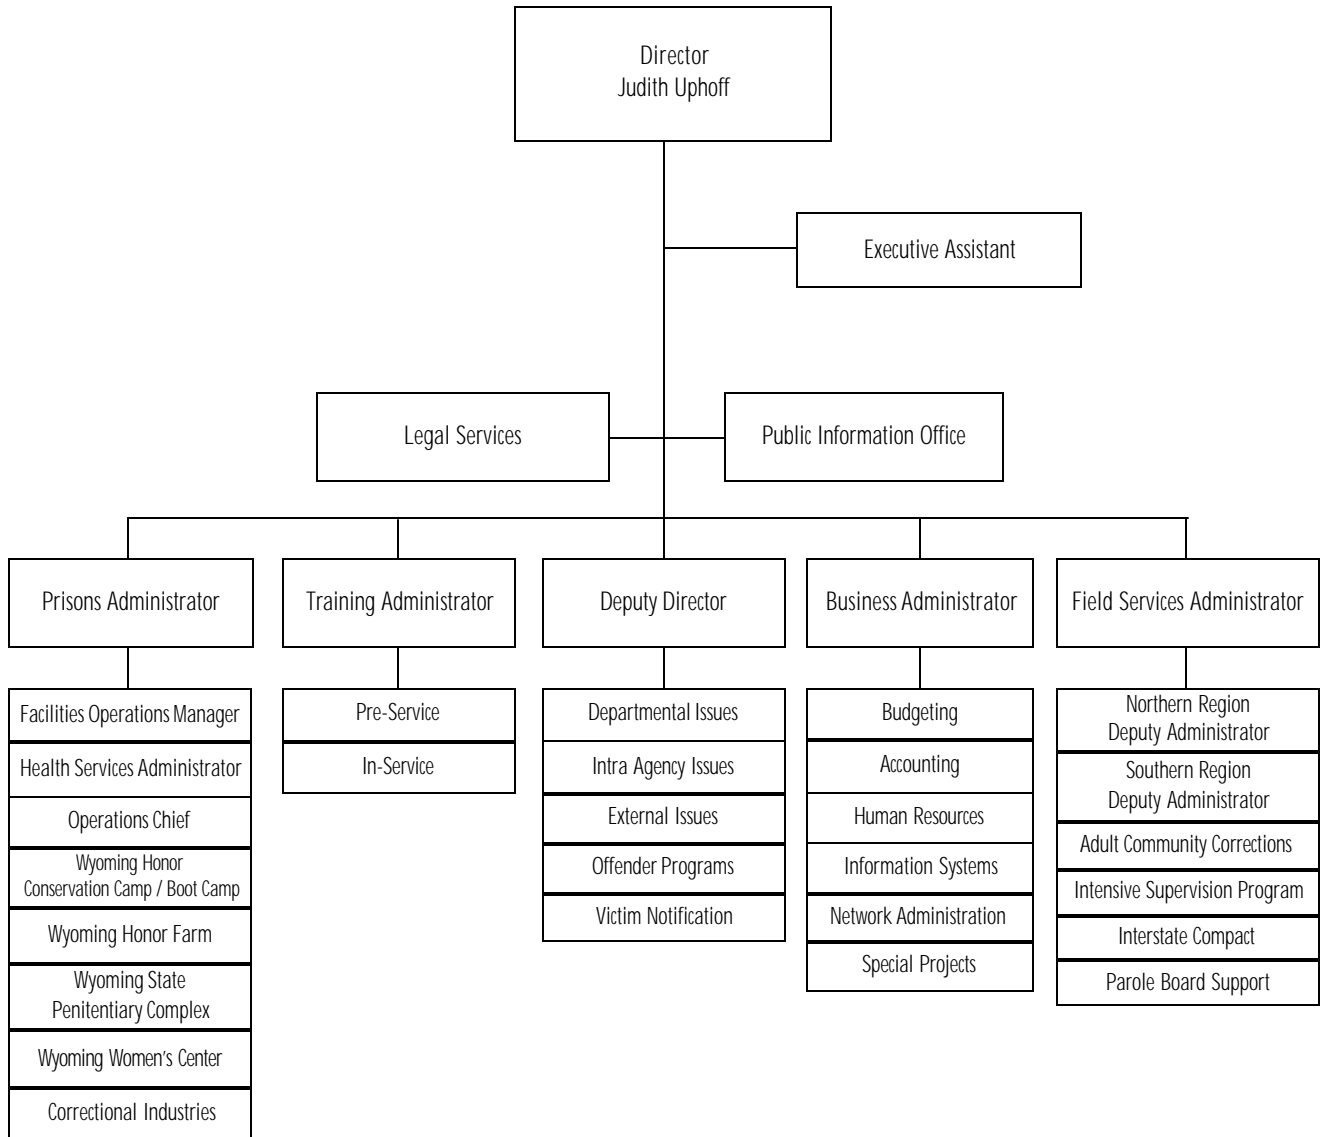 Director
Judith Uphoff
Executive Assistant
Legal Services
Public Information Office
Prisons Administrator
Training Administrator
Deputy Director
Business Administrator
Field Services Administrator
Facilities Operations Manager
Health Services Administrator
Operations Chief
Wyoming Honor
Conservation Camp / Boot Camp
Wyoming Honor Farm
Wyoming State
Penitentiary Complex
Wyoming Women's Center
Correctional Industries
Pre-Service
In-Service
Departmental Issues
Intra Agency Issues
External Issues
Offender Programs
Victim Notification
Budgeting
Accounting
Human Resources
Information Systems
Network Administration
Special Projects
Northern Region
Deputy Administrator
Southern Region
Deputy Administrator
Adult Community Corrections
Intensive Supervision Program
Interstate Compact
Parole Board Support